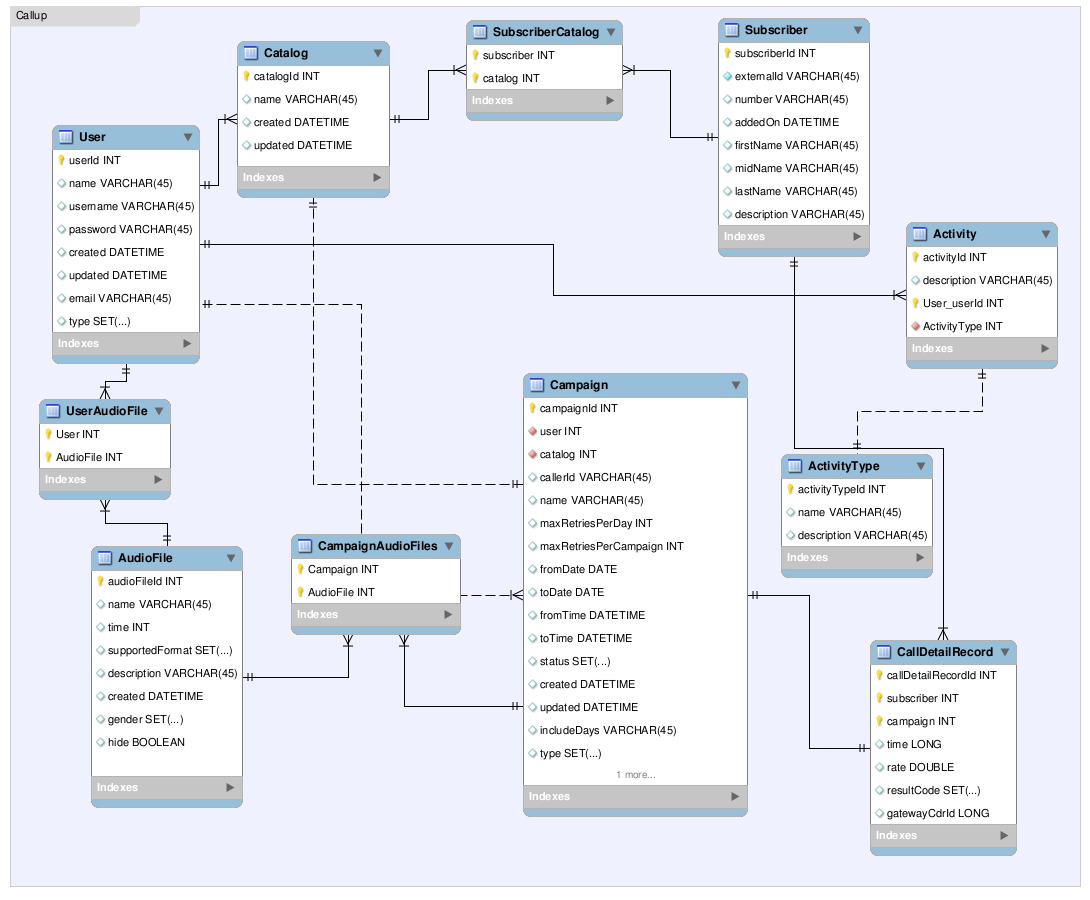 Callup
User
userId INT
name VARCHAR(45)
username VARCHAR(45)
password VARCHAR(45)
created DATETIME
updated DATETIME
email VARCHAR(45)
type SET(...)
Indexes
Catalog
catalogId INT
name VARCHAR(45)
created DATETIME
updated DATETIME
Indexes
SubscriberCatalog
subscriber INT
catalog INT
Indexes
Subscriber
subscriberId INT
externalId VARCHAR(45)
number VARCHAR(45)
addedOn DATETIME
firstName VARCHAR(45)
midName VARCHAR(45)
lastName VARCHAR(45)
description VARCHAR(45)
Indexes
Activity
activityId INT
description VARCHAR(45)
User_userId INT
ActivityType INT
Indexes
UserAudioFile
User INT
AudioFile INT
Indexes
AudioFile
audioFileId INT
name VARCHAR(45)
time INT
supportedFormat SET(...)
description VARCHAR(45)
created DATETIME
gender SET(...)
hide BOOLEAN
Indexes
CampaignAudioFiles
Campaign INT
AudioFile INT
Indexes
Campaign
campaignId INT
user INT
catalog INT
callerId VARCHAR(45)
name VARCHAR(45)
maxRetriesPerDay INT
maxRetriesPerCampaign INT
fromDate DATE
toDate DATE
fromTime DATETIME
toTime DATETIME
status SET(...)
created DATETIME
updated DATETIME
includeDays VARCHAR(45)
type SET(...)
1 more...
Indexes
ActivityType
activityTypeId INT
name VARCHAR(45)
description VARCHAR(45)
Indexes
CallDetailRecord
callDetailRecordId INT
subscriber INT
campaign INT
time LONG
rate DOUBLE
resultCode SET(...)
gatewayCdrId LONG
Indexes